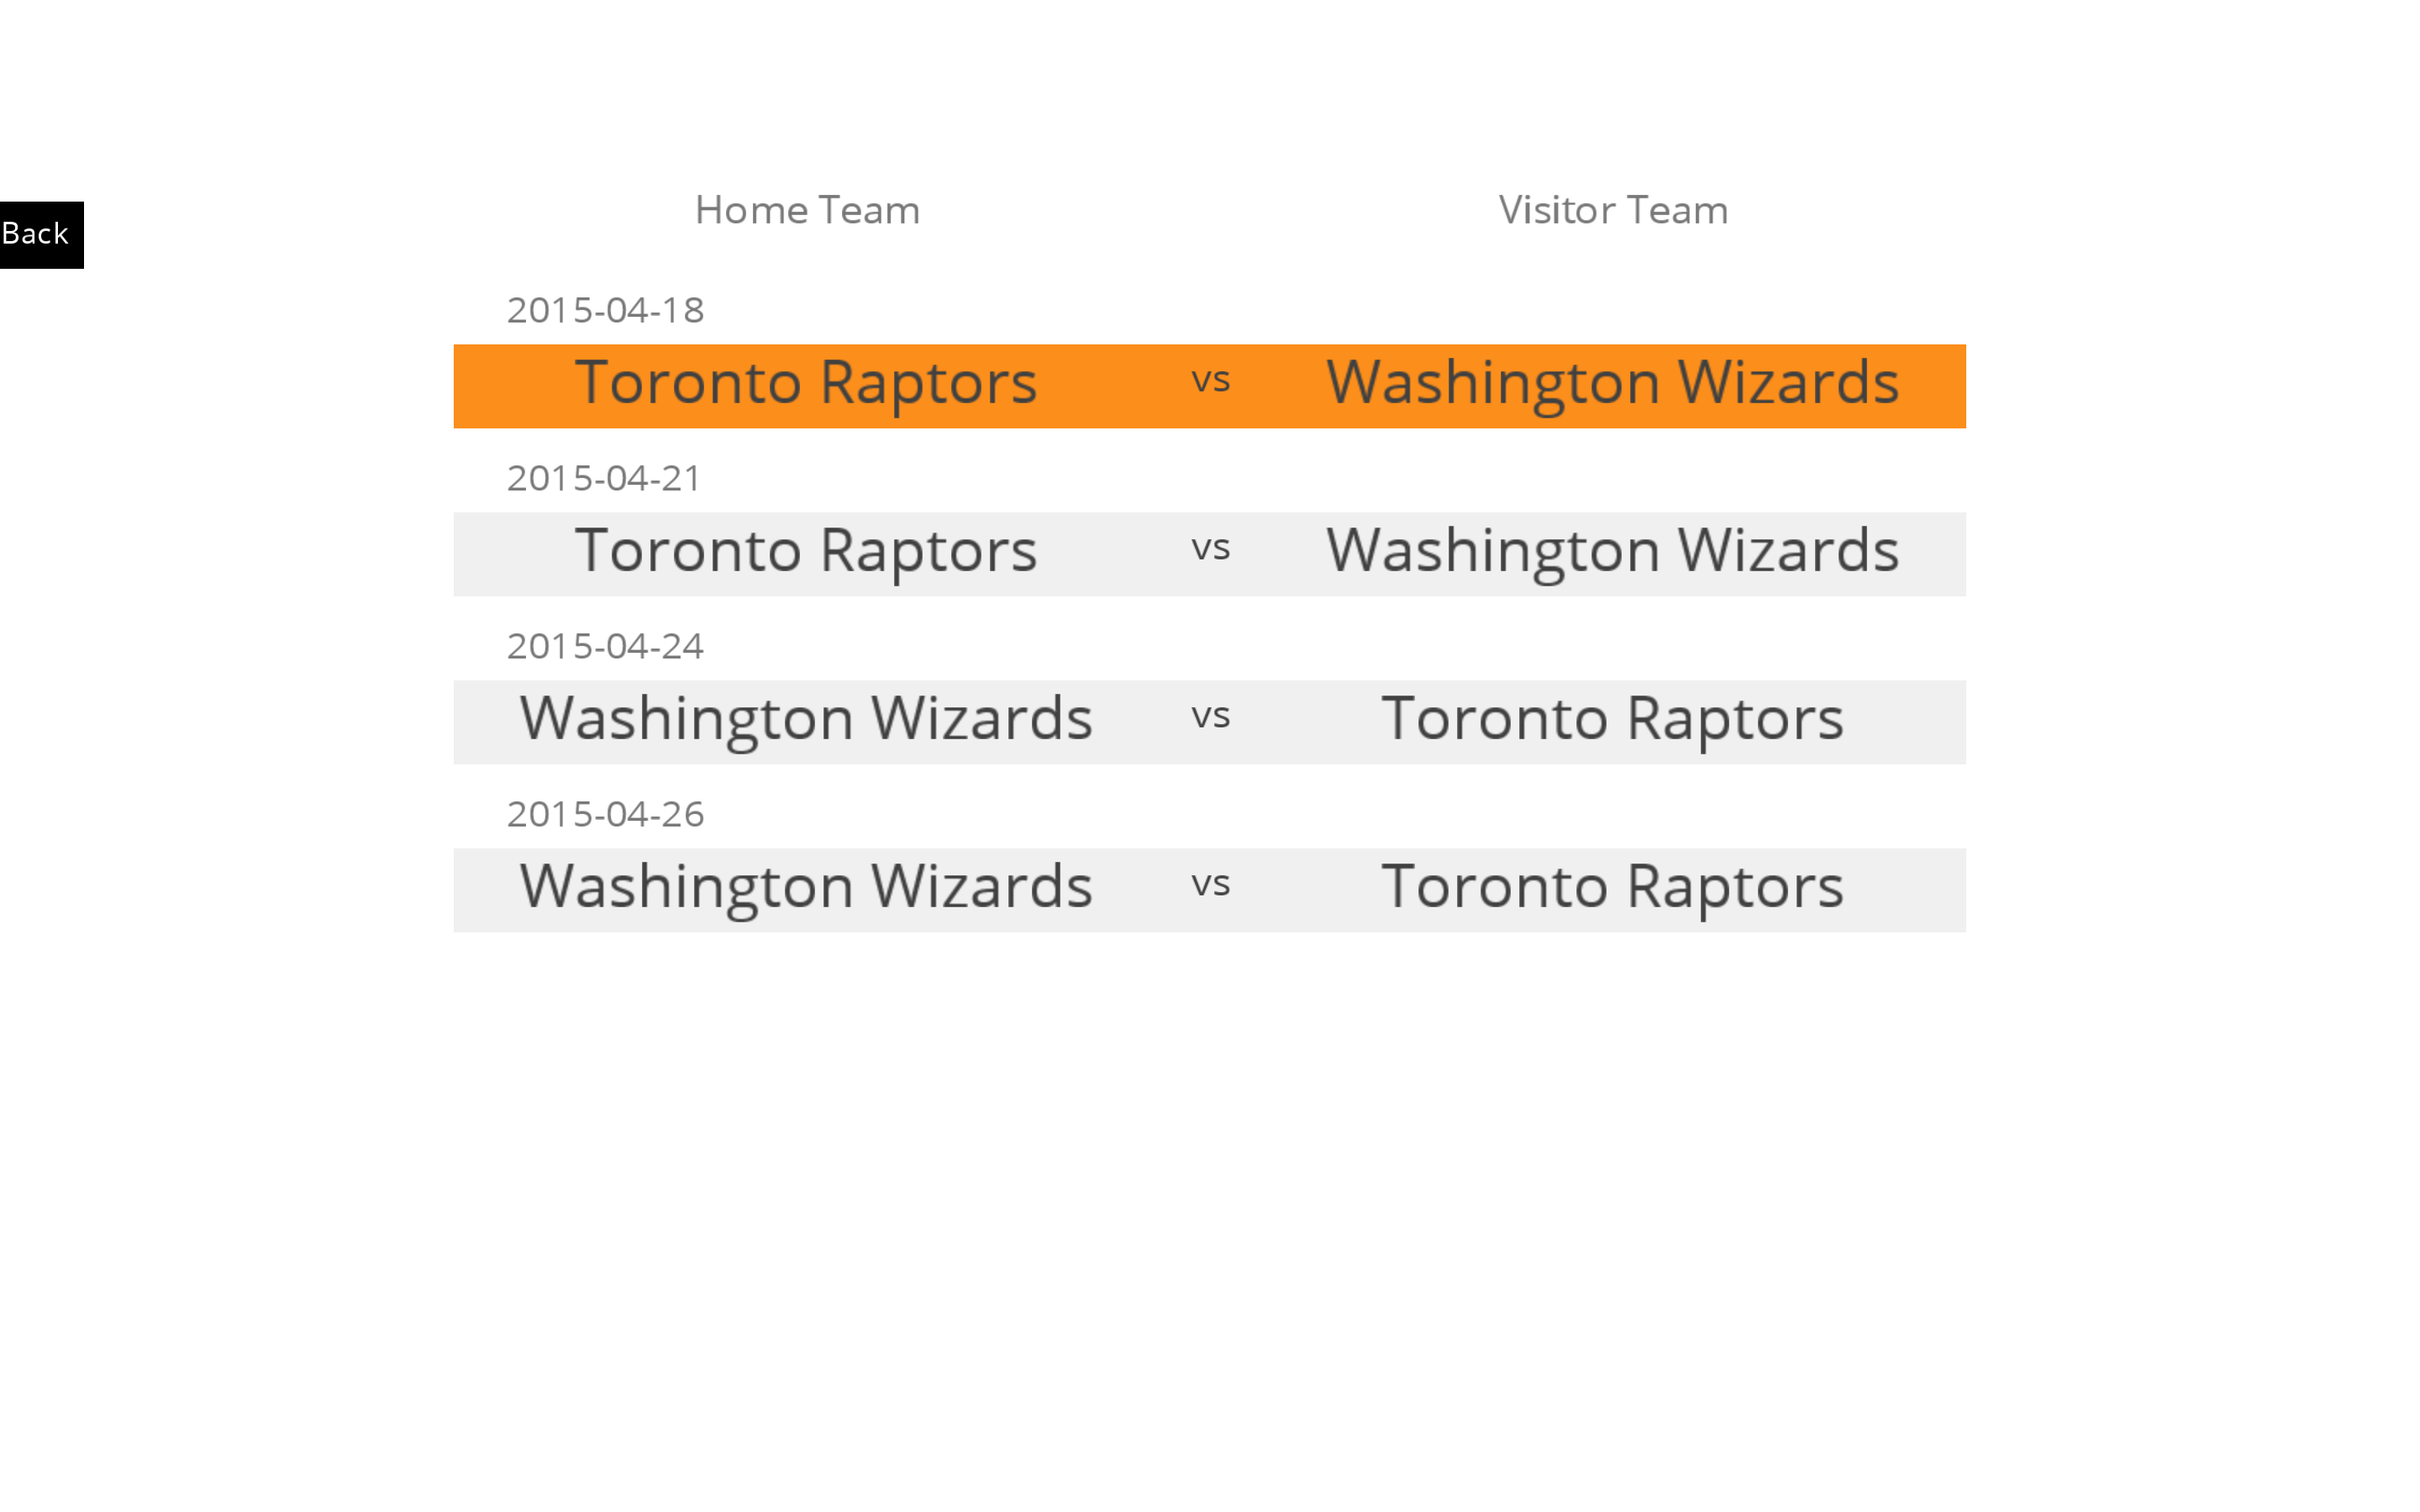 Home Team Visitor Team
Back
2015-04-18
Toronto Raptors vs Washington Wizards
2015-04-21
Toronto Raptors vs Washington Wizards
2015-04-24
Washington Wizards vs Toronto Raptors
2015-04-26
Washington Wizards vs Toronto Raptors